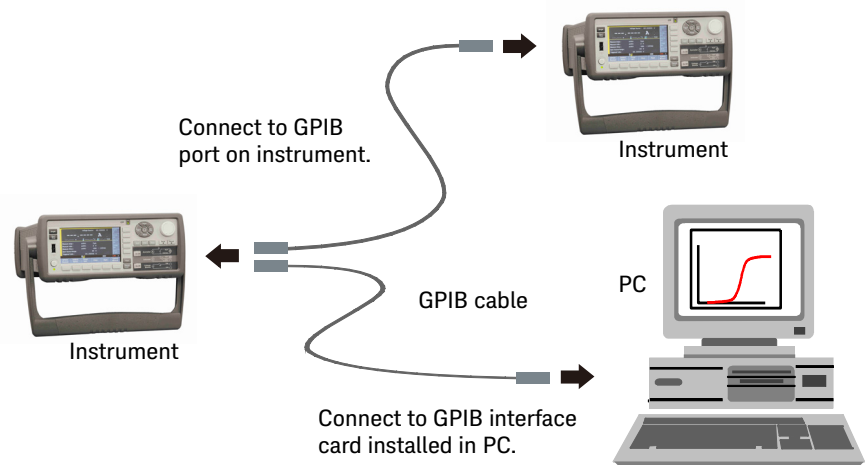 Connect to GPIB
port on instrument.
Instrument
Instrument
GPIB cable
PC
Connect to GPIB interface
card installed in PC.